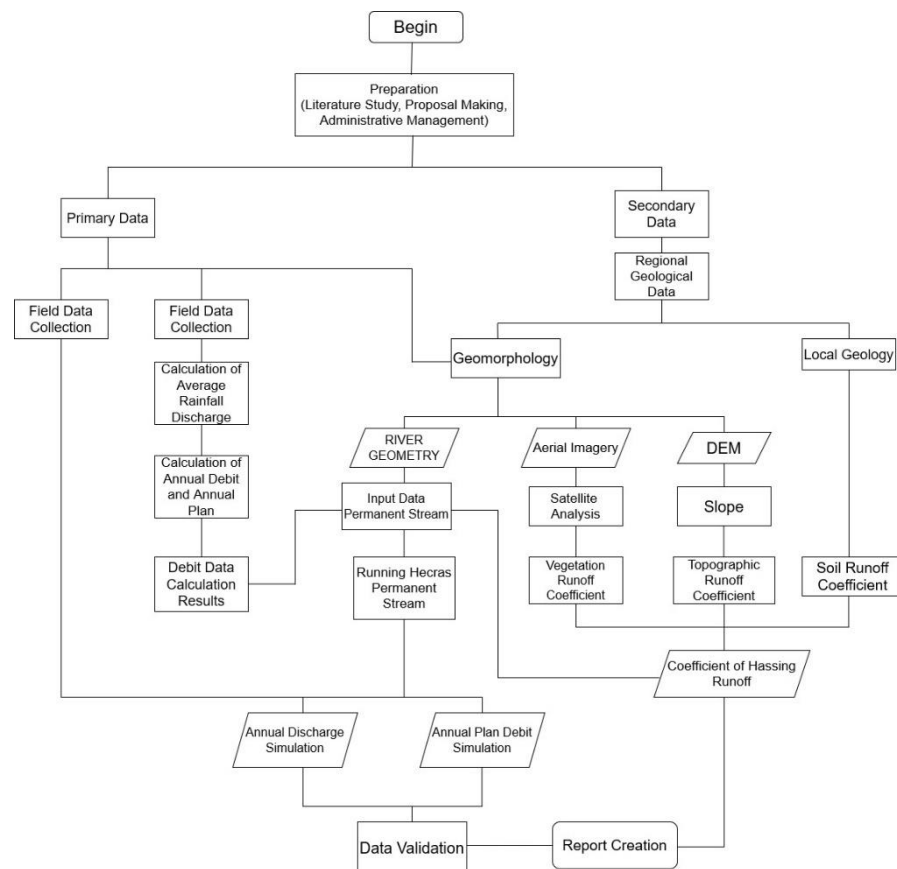 Begin
Preparation
(Literature Study, Proposal Making,
Administrative Management)
Primary Data
Secondary
Data
Regional
Geological
Data
Field Data
Collection
Field Data
Collection
Geomorphology
Local Geology
Calculation of
Average
Rainfall
Discharge
RIVER
GEOMETRY
Aerial Imagery
DEM
Calculation of
Annual Debit
and Annual
Plan
Input Data
Permanent Stream
Satellite
Analysis
Slope
Debit Data
Calculation
Results
Running Hecras
Permanent
Stream
Vegetation
Runoff
Coefficient
Topographic
Runoff
Coefficient
Soil Runoff
Coefficient
Coefficient of Hassing
Runoff
Annual Discharge
Simulation
Annual Plan Debit
Simulation
Data Validation
Report Creation